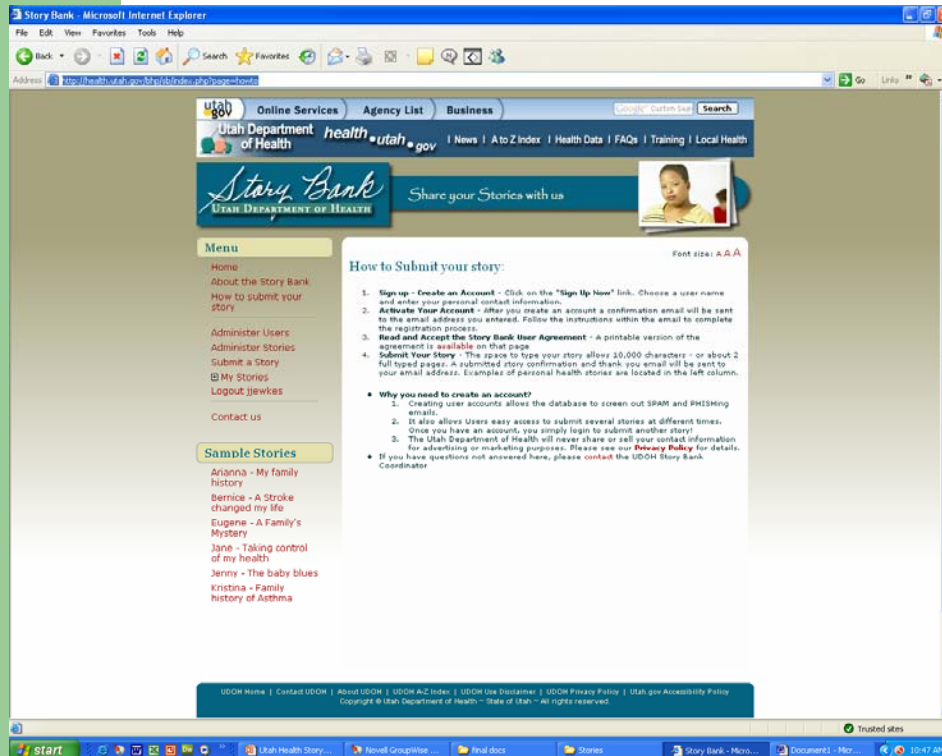 Story Bank - Microsoft Internet Explorer
File Edit View Favorites Tools Help
Back Search Favorites
Address http://health.utah.gov/bhp/sb/index.php?page=howto Go Links
utah gov Online Services Agency List Business Search
Utah Department of Health health.utah.gov | News | A to Z Index | Health Data | FAQs | Training | Local Health
Story Bank
UTAH DEPARTMENT OF HEALTH
Share your Stories with us
Menu
Home
About the Story Bank
How to submit your
story
Administer Users
Administer Stories
Submit a Story
My Stories
Logout jjewkes
Contact us
Sample Stories
Arianna - My family
history
Bernice - A Stroke
changed my life
Eugene - A Family's
Mystery
Jane - Taking control
of my health
Jenny - The baby blues
Kristina - Family
history of Asthma
Font size: A A A
How to Submit your story:
1. Sign up - Create an Account - Click on the "Sign Up Now" link. Choose a user name
and enter your personal contact information.
2. Activate Your Account - After you create an account a confirmation email will be sent
to the email address you entered. Follow the instructions within the email to complete
the registration process.
3. Read and Accept the Story Bank User Agreement - A printable version of the
agreement is available on that page
4. Submit Your Story - The space to type your story allows 10,000 characters - or about 2
full typed pages. A submitted story confirmation and thank you email will be sent to
your email address. Examples of personal health stories are located in the left column.
• Why you need to create an account?
1. Creating user accounts allows the database to screen out SPAM and PHISHing
emails.
2. It also allows Users easy access to submit several stories at different times.
Once you have an account, you simply login to submit another story!
3. The Utah Department of Health will never share or sell your contact information
for advertising or marketing purposes. Please see our Privacy Policy for details.
• If you have questions not answered here, please contact the UDOH Story Bank
Coordinator
UDOH Home | Contact UDOH | About UDOH | UDOH A-Z Index | UDOH Use Disclaimer | UDOH Privacy Policy | Utah.gov Accessibility Policy
Copyright © Utah Department of Health ~ State of Utah ~ All rights reserved.
Trusted sites
start Utah Health Story... Novell GroupWise ... Final docs Stories Story Bank - Micro... Document1 - Micr... 10:47 AM